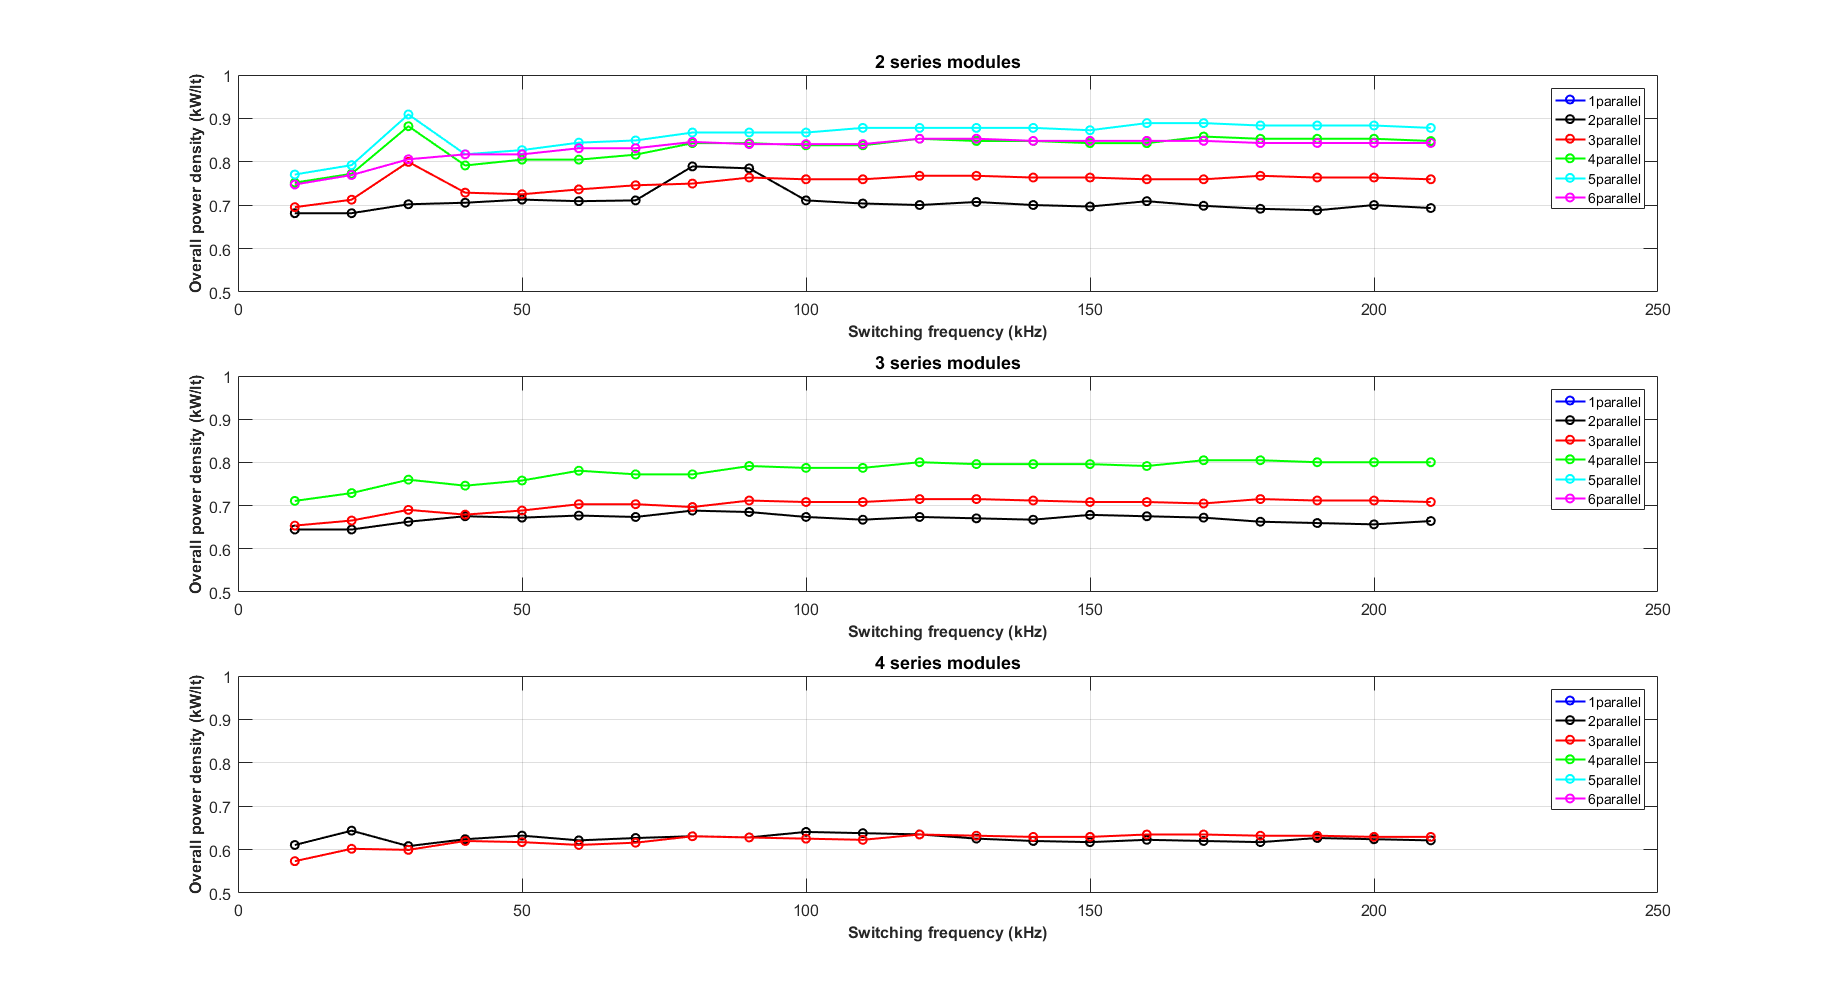 2 series modules
Overall power density (kW/lt)
1
0.9
0.8
0.7
0.6
0.5
0 50 100 150 200 250
Switching frequency (kHz)
1parallel
2parallel
3parallel
4parallel
5parallel
6parallel
3 series modules
Overall power density (kW/lt)
1
0.9
0.8
0.7
0.6
0.5
0 50 100 150 200 250
Switching frequency (kHz)
1parallel
2parallel
3parallel
4parallel
5parallel
6parallel
4 series modules
Overall power density (kW/lt)
1
0.9
0.8
0.7
0.6
0.5
0 50 100 150 200 250
Switching frequency (kHz)
1parallel
2parallel
3parallel
4parallel
5parallel
6parallel